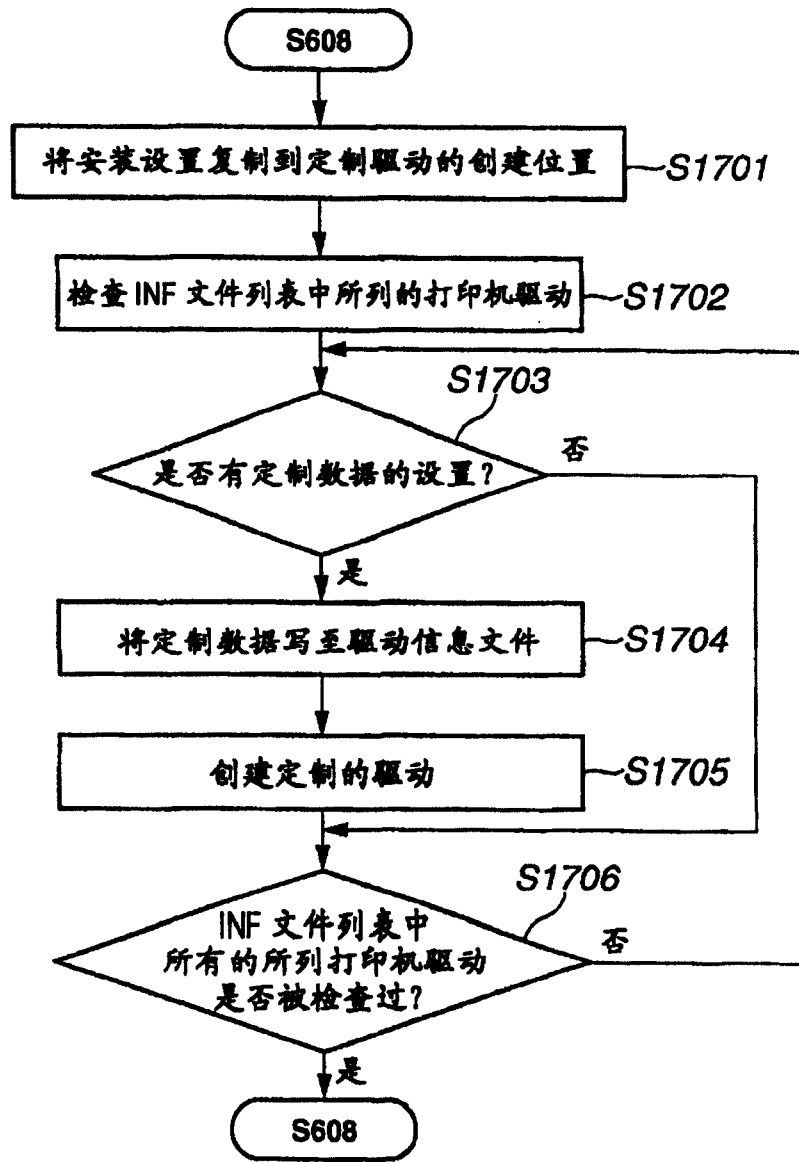 S608
将安装设置复制到定制驱动的创建位置
S1701
检查 INF 文件列表中所列的打印机驱动
S1702
S1703
是否有定制数据的设置?
否
是
将定制数据写至驱动信息文件
S1704
创建定制的驱动
S1705
S1706
INF 文件列表中
所有的所列打印机驱动
是否被检查过?
否
是
S608